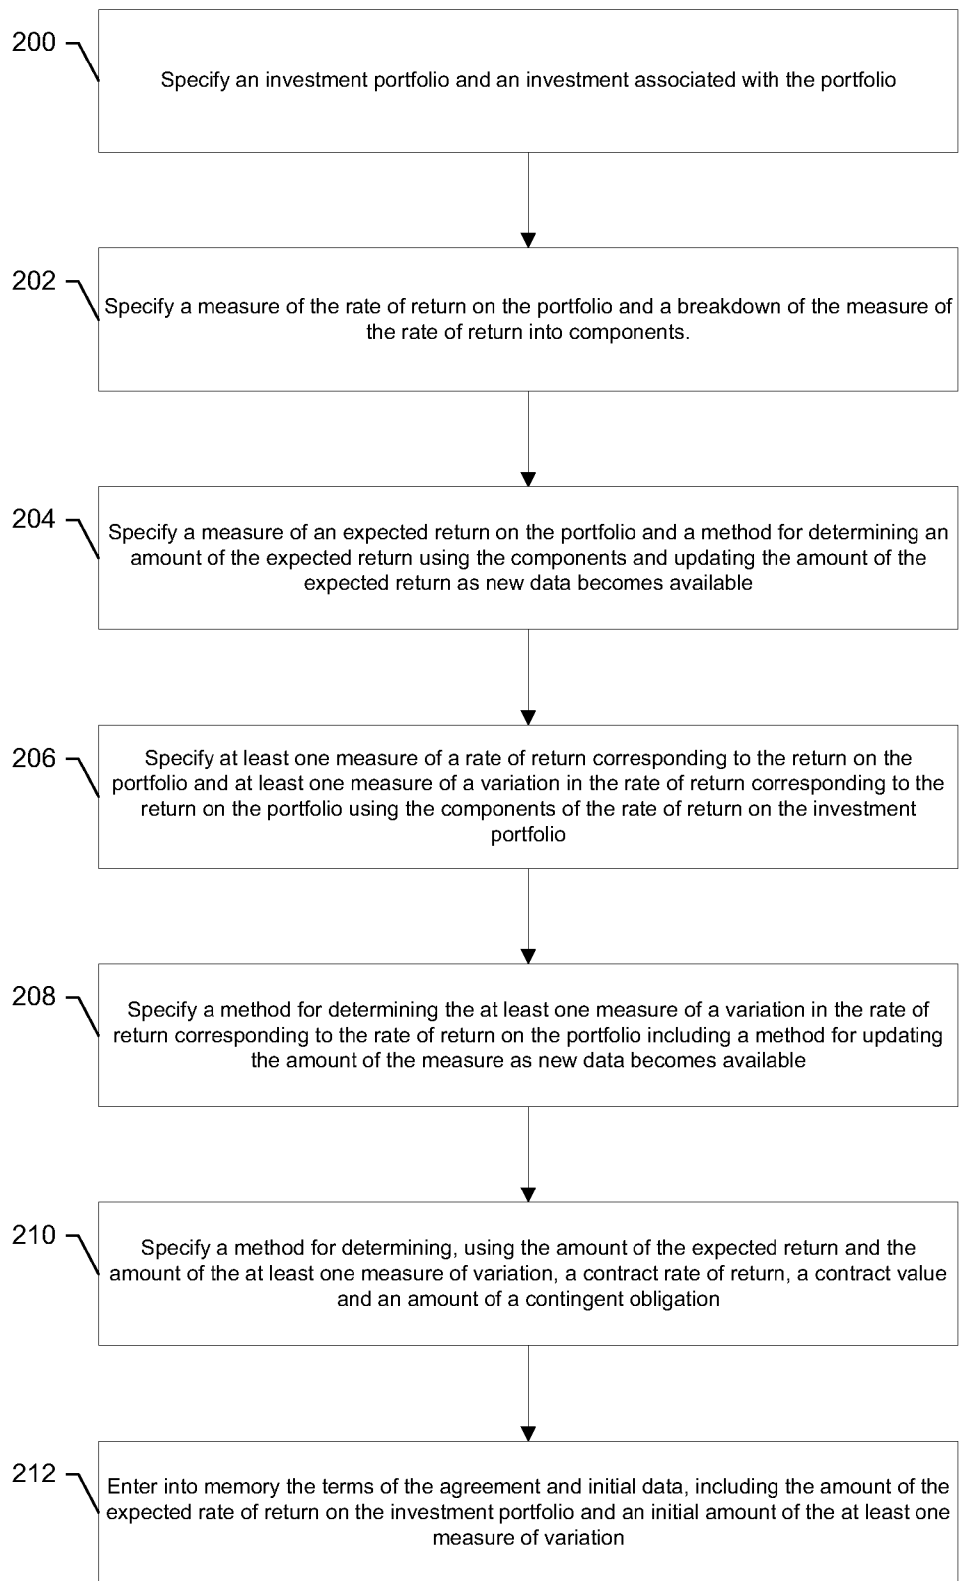 200
Specify an investment portfolio and an investment associated with the portfolio
202
Specify a measure of the rate of return on the portfolio and a breakdown of the measure of
the rate of return into components.
204
Specify a measure of an expected return on the portfolio and a method for determining an
amount of the expected return using the components and updating the amount of the
expected return as new data becomes available
206
Specify at least one measure of a rate of return corresponding to the return on the
portfolio and at least one measure of a variation in the rate of return corresponding to the
return on the portfolio using the components of the rate of return on the investment
portfolio
208
Specify a method for determining the at least one measure of a variation in the rate of
return corresponding to the rate of return on the portfolio including a method for updating
the amount of the measure as new data becomes available
210
Specify a method for determining, using the amount of the expected return and the
amount of the at least one measure of variation, a contract rate of return, a contract value
and an amount of a contingent obligation
212
Enter into memory the terms of the agreement and initial data, including the amount of the
expected rate of return on the investment portfolio and an initial amount of the at least one
measure of variation